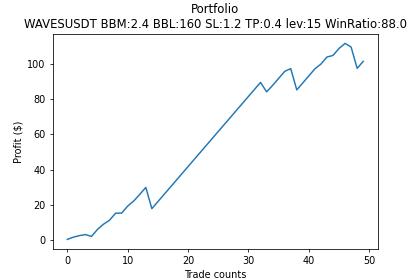 Portfolio
WAVESUSDT BBM:2.4 BBL:160 SL:1.2 TP:0.4 lev:15 WinRatio:88.0
Profit ($)
100
80
60
40
20
0
0 10 20 30 40 50
Trade counts